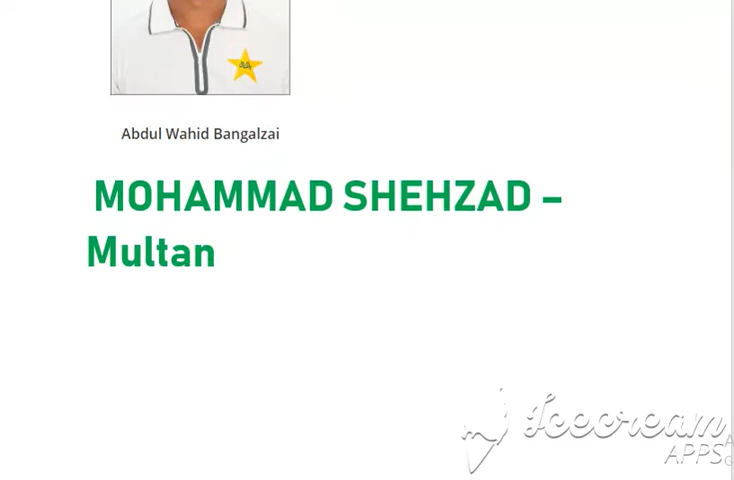 Abdul Wahid Bangalzai
MOHAMMAD SHEHZAD –
Multan
Icecream
APPS